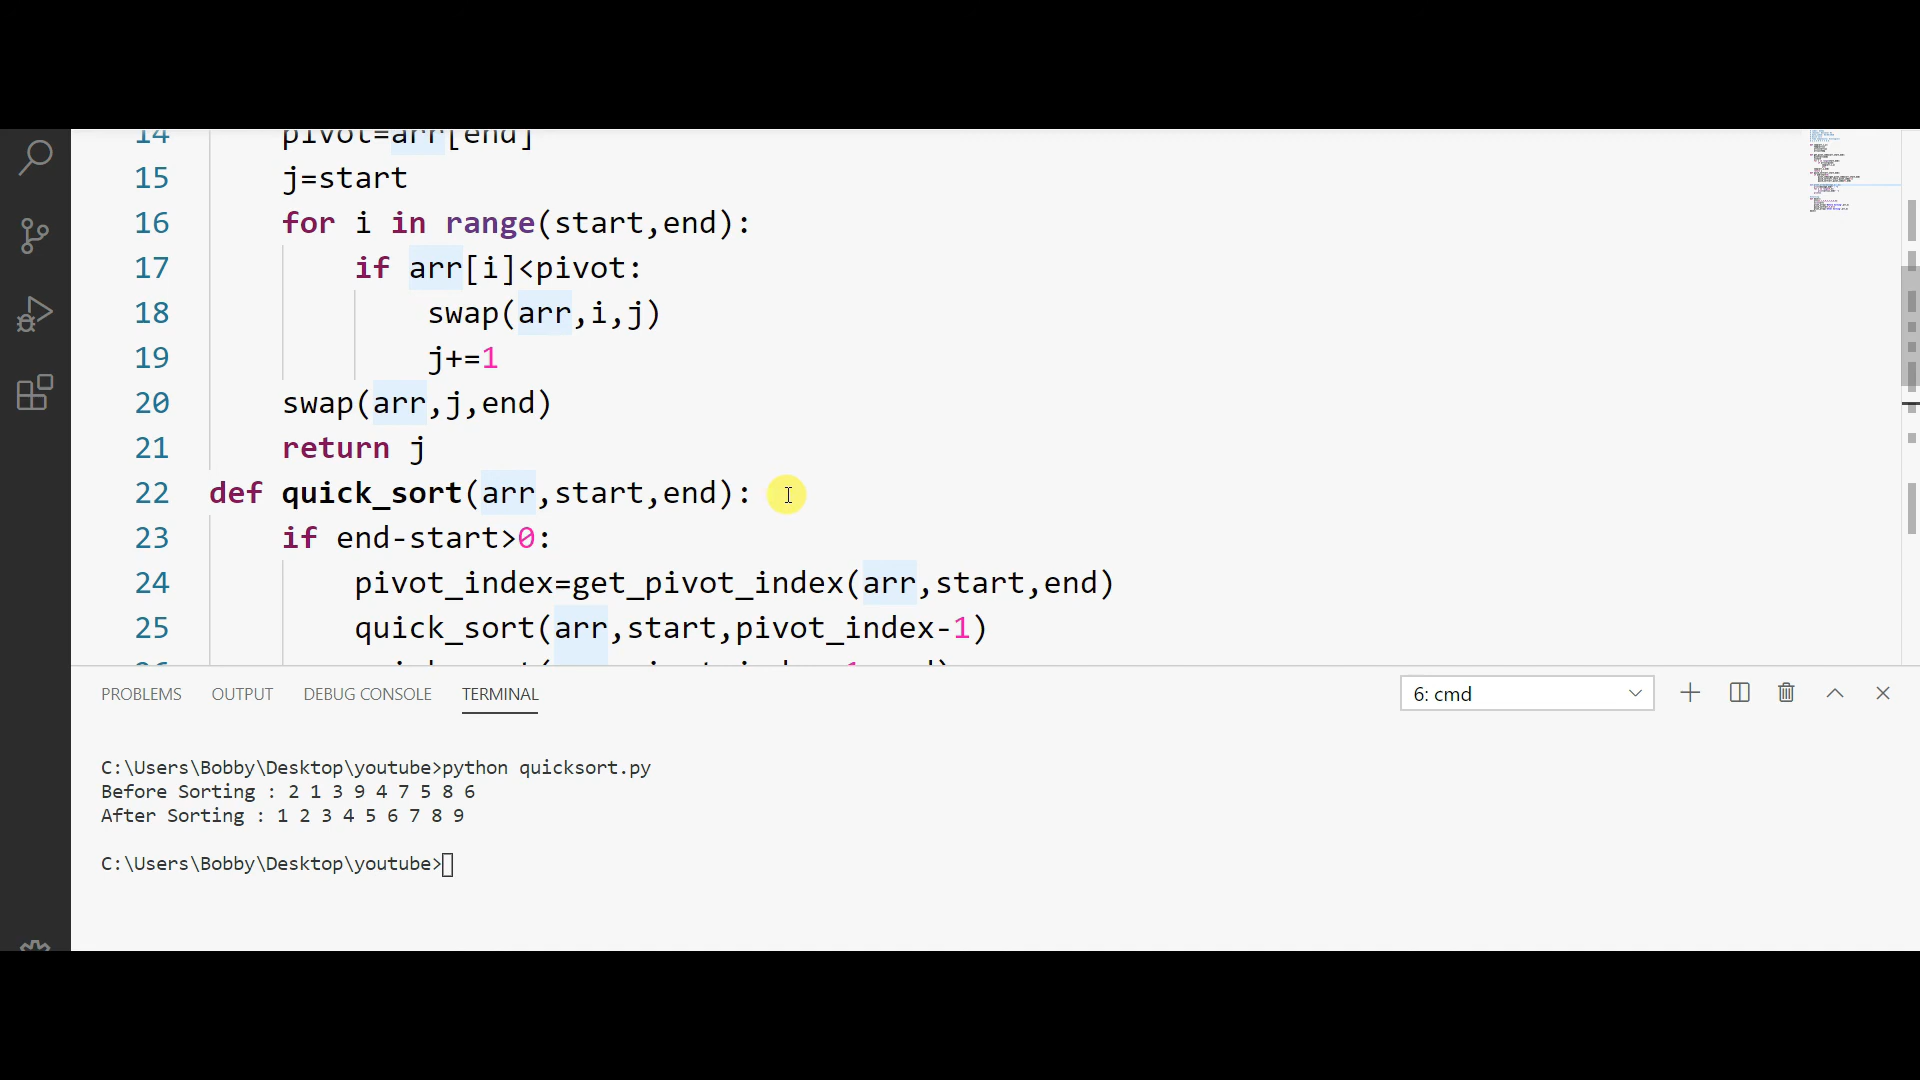 14 pivot=arr[end]
15 j=start
16 for i in range(start,end):
17 if arr[i]<pivot:
18 swap(arr,i,j)
19 j+=1
20 swap(arr,j,end)
21 return j
22 def quick_sort(arr,start,end):
23 if end-start>0:
24 pivot_index=get_pivot_index(arr,start,end)
25 quick_sort(arr,start,pivot_index-1)
PROBLEMS OUTPUT DEBUG CONSOLE TERMINAL 6: cmd
C:\Users\Bobby\Desktop\youtube>python quicksort.py
Before Sorting : 2 1 3 9 4 7 5 8 6
After Sorting : 1 2 3 4 5 6 7 8 9
C:\Users\Bobby\Desktop\youtube>